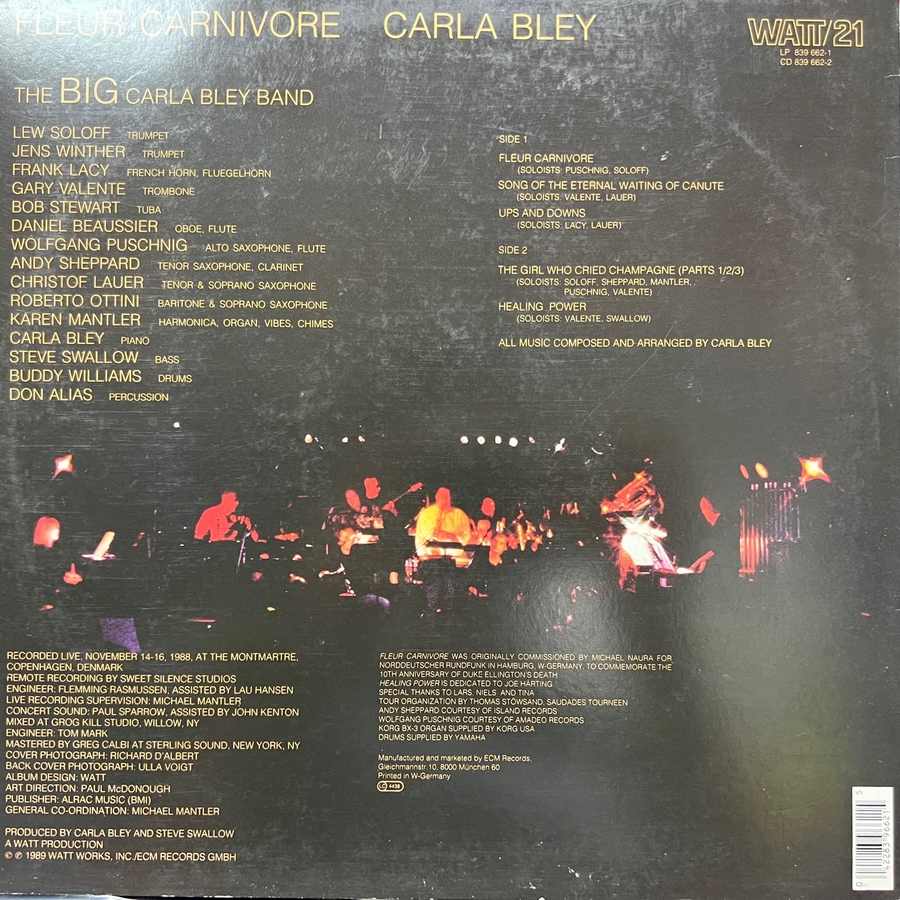 FLEUR CARNIVORE CARLA BLEY
WATT/21
LP 839 662-1
CD 839 662-2
THE BIG CARLA BLEY BAND
LEW SOLOFF TRUMPET
JENS WINTHER TRUMPET
FRANK LACY FRENCH HORN, FLUEGELHORN
GARY VALENTE TROMBONE
BOB STEWART TUBA
DANIEL BEAUSSIER OBOE, FLUTE
WOLFGANG PUSCHNIG ALTO SAXOPHONE, FLUTE
ANDY SHEPPARD TENOR SAXOPHONE, CLARINET
CHRISTOF LAUER TENOR & SOPRANO SAXOPHONE
ROBERTO OTTINI BARITONE & SOPRANO SAXOPHONE
KAREN MANTLER HARMONICA, ORGAN, VIBES, CHIMES
CARLA BLEY PIANO
STEVE SWALLOW BASS
BUDDY WILLIAMS DRUMS
DON ALIAS PERCUSSION
SIDE 1
FLEUR CARNIVORE
(SOLOISTS: PUSCHNIG, SOLOFF)
SONG OF THE ETERNAL WAITING OF CANUTE
(SOLOISTS: VALENTE, LAUER)
UPS AND DOWNS
(SOLOISTS: LACY, LAUER)
SIDE 2
THE GIRL WHO CRIED CHAMPAGNE (PARTS 1/2/3)
(SOLOISTS: SOLOFF, SHEPPARD, MANTLER,
PUSCHNIG, VALENTE)
HEALING POWER
(SOLOISTS: VALENTE, SWALLOW)
ALL MUSIC COMPOSED AND ARRANGED BY CARLA BLEY
RECORDED LIVE, NOVEMBER 14-16, 1988, AT THE MONTMARTRE,
COPENHAGEN, DENMARK
REMOTE RECORDING BY SWEET SILENCE STUDIOS
ENGINEER: FLEMMING RASMUSSEN, ASSISTED BY LAU HANSEN
LIVE RECORDING SUPERVISION: MICHAEL MANTLER
CONCERT SOUND: PAUL SPARROW, ASSISTED BY JOHN KENTON
MIXED AT GROG KILL STUDIO, WILLOW, NY
ENGINEER: TOM MARK
MASTERED BY GREG CALBI AT STERLING SOUND, NEW YORK, NY
COVER PHOTOGRAPH: RICHARD D'ALBERT
BACK COVER PHOTOGRAPH: ULLA VOIGT
ALBUM DESIGN: WATT
ART DIRECTION: PAUL McDONOUGH
PUBLISHER: ALRAC MUSIC (BMI)
GENERAL CO-ORDINATION: MICHAEL MANTLER
PRODUCED BY CARLA BLEY AND STEVE SWALLOW
A WATT PRODUCTION
© ℗ 1989 WATT WORKS, INC./ECM RECORDS GMBH
FLEUR CARNIVORE WAS ORIGINALLY COMMISSIONED BY MICHAEL NAURA FOR
NORDDEUTSCHER RUNDFUNK IN HAMBURG, W-GERMANY, TO COMMEMORATE THE
10TH ANNIVERSARY OF DUKE ELLINGTON'S DEATH
HEALING POWER IS DEDICATED TO JOE HARTING
SPECIAL THANKS TO LARS, NIELS AND TINA
TOUR ORGANIZATION BY THOMAS STÖWSAND, SAUDADES TOURNEEN
ANDY SHEPPARD COURTESY OF ISLAND RECORDS
WOLFGANG PUSCHNIG COURTESY OF AMADEO RECORDS
KORG BX-3 ORGAN SUPPLIED BY KORG USA
DRUMS SUPPLIED BY YAMAHA
Manufactured and marketed by ECM Records,
Gleichmannstr. 10, 8000 München 60
Printed in W-Germany
LC 4438
0 42283 96621 5